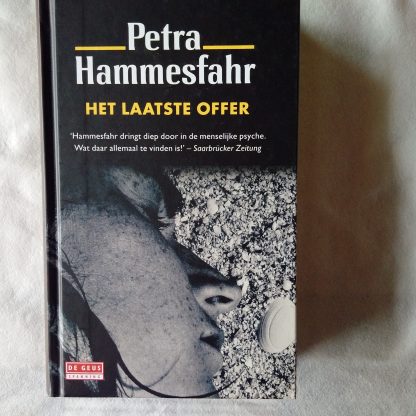 Petra
Hammesfahr
HET LAATSTE OFFER
‘Hammesfahr dringt diep door in de menselijke psyche.
Wat daar allemaal te vinden is!’ – Saarbrücker Zeitung
DE GEUS
SPANNING